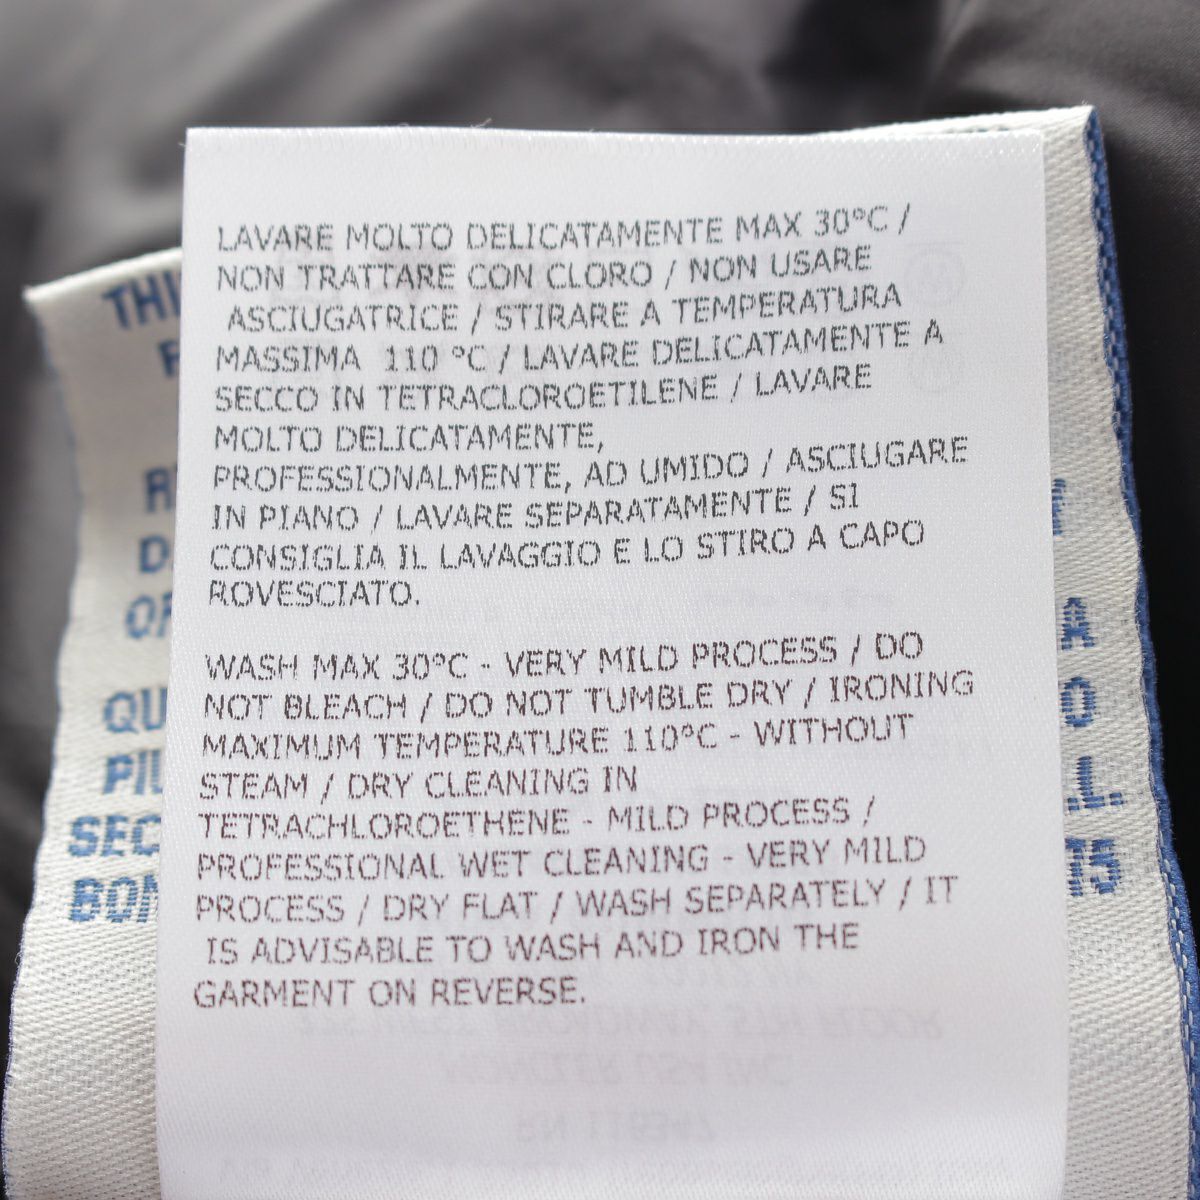 LAVARE MOLTO DELICATAMENTE MAX 30°C /
NON TRATTARE CON CLORO / NON USARE
ASCIUGATRICE / STIRARE A TEMPERATURA
MASSIMA 110 °C / LAVARE DELICATAMENTE A
SECCO IN TETRACLOROETILENE / LAVARE
MOLTO DELICATAMENTE,
PROFESSIONALMENTE, AD UMIDO / ASCIUGARE
IN PIANO / LAVARE SEPARATAMENTE / SI
CONSIGLIA IL LAVAGGIO E LO STIRO A CAPO
ROVESCIATO.
WASH MAX 30°C - VERY MILD PROCESS / DO
NOT BLEACH / DO NOT TUMBLE DRY / IRONING
MAXIMUM TEMPERATURE 110°C - WITHOUT
STEAM / DRY CLEANING IN
TETRACHLOROETHENE - MILD PROCESS /
PROFESSIONAL WET CLEANING - VERY MILD
PROCESS / DRY FLAT / WASH SEPARATELY / IT
IS ADVISABLE TO WASH AND IRON THE
GARMENT ON REVERSE.